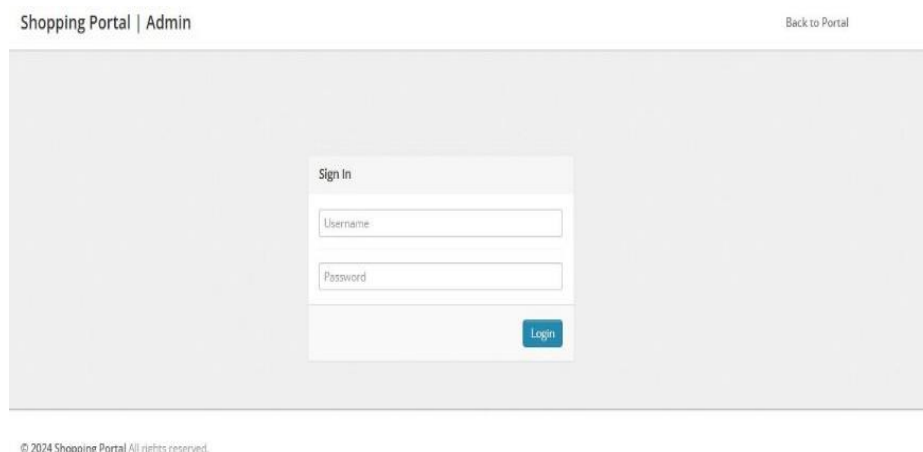 Shopping Portal | Admin
Back to Portal
Sign In
Username
Password
Login
© 2024 Shopping Portal All rights reserved.